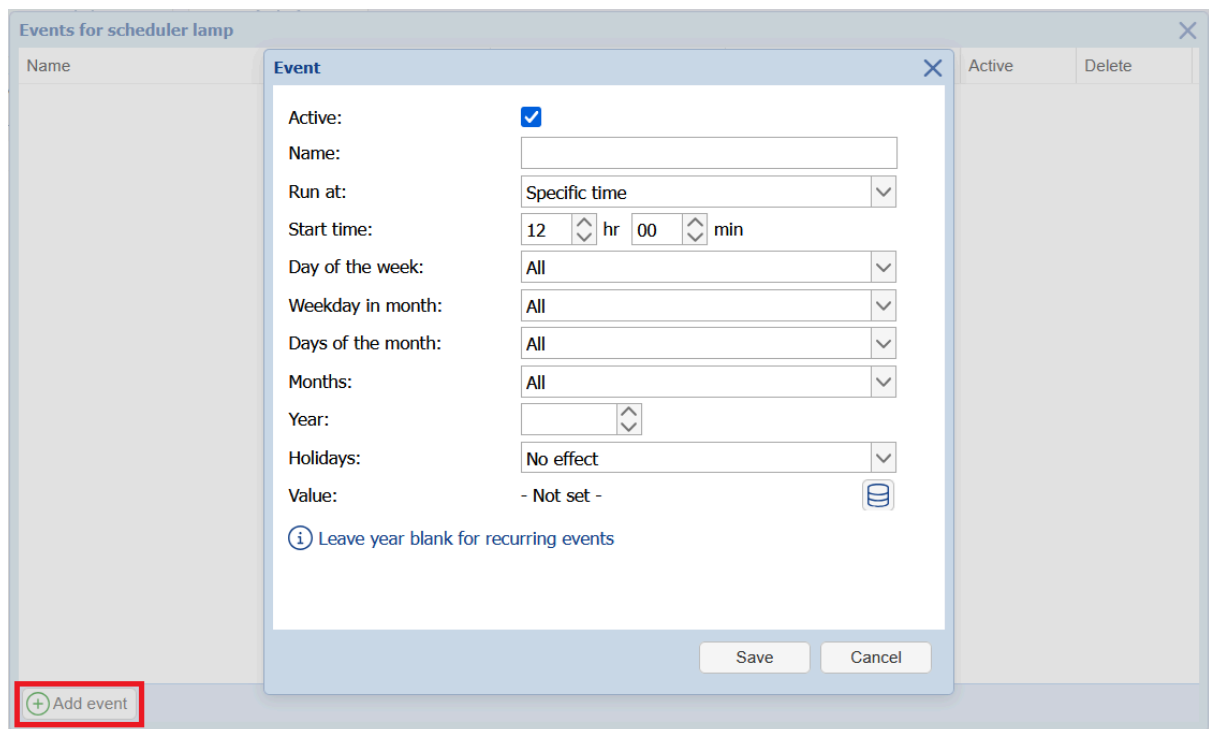 Events for scheduler lamp
Name Active Delete
Event
Active:
Name:
Run at: Specific time
Start time: 12 hr 00 min
Day of the week: All
Weekday in month: All
Days of the month: All
Months: All
Year:
Holidays: No effect
Value: - Not set -
Leave year blank for recurring events
Save Cancel
Add event